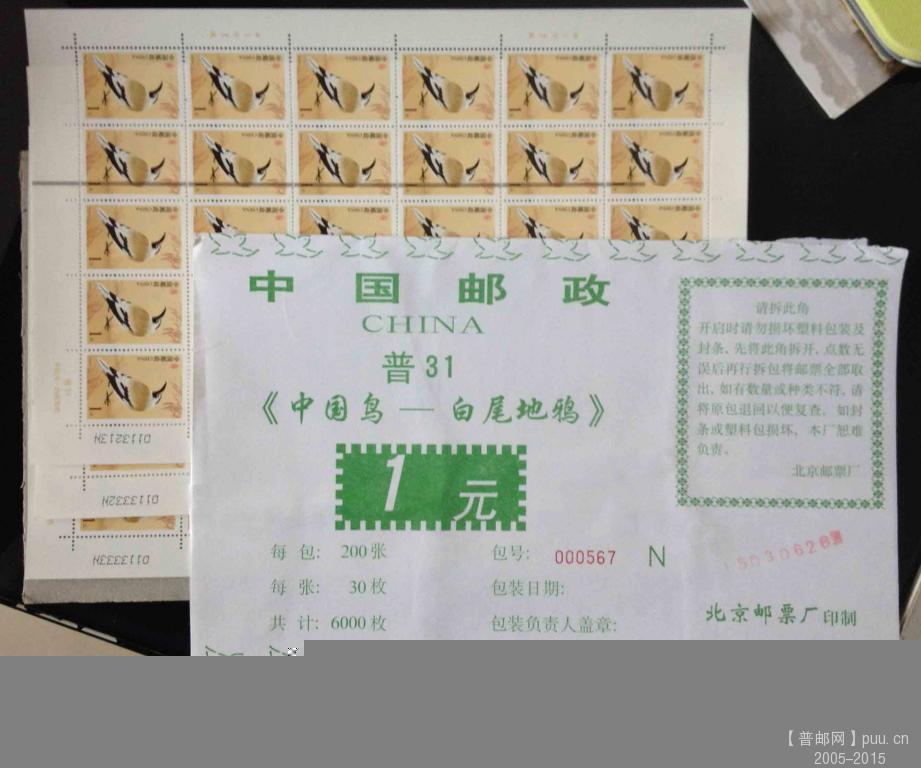 中国邮政
CHINA
普31
《中国鸟—白尾地鸦》
1元
每包: 200张
每张: 30枚
共计: 6000枚
包号: 000567 N
包装日期:
包装负责人盖章:
请拆此角
开启时请勿损坏塑料包装及
封条、先将此角拆开、点数无
误后再行拆包将邮票全部取
出、如有数量或种类不符、请
将原包退回以便复查、如封
条或塑料包损坏、本厂恕难
负责。
北京邮票厂
北京邮票厂印制
D113213H
D113332H
D113333H
【普邮网】puu.cn
2005-2015